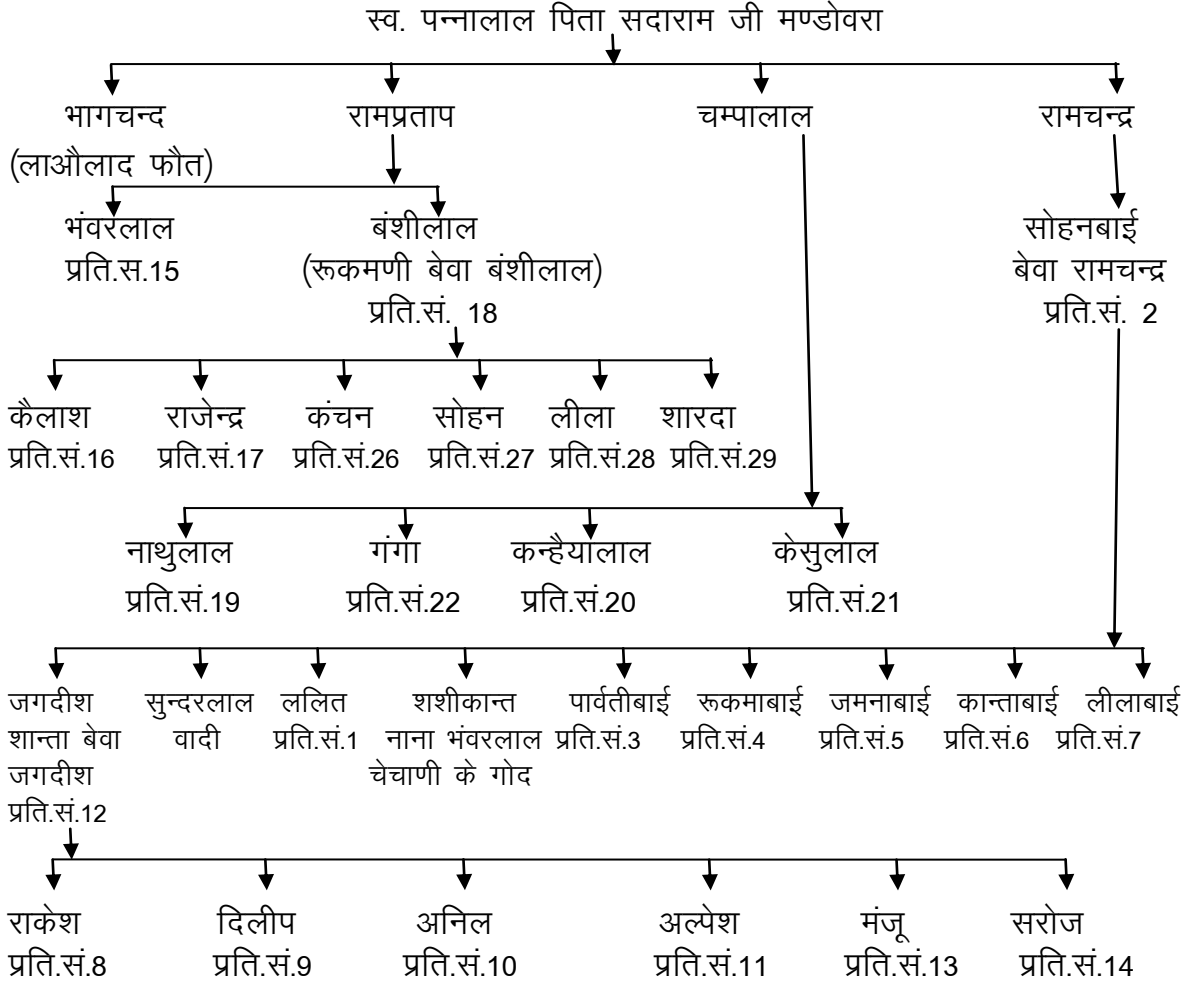 स्व. पन्नालाल पिता सदाराम जी मण्डोवरा
भागचन्द रामप्रताप चम्पालाल रामचन्द्र
(लाऔलाद फौत)
भंवरलाल बंशीलाल सोहनबाई
प्रति.स.15 (रूकमणी बेवा बंशीलाल) बेवा रामचन्द्र
प्रति.सं. 18 प्रति.सं. 2
कैलाश राजेन्द्र कंचन सोहन लीला शारदा
प्रति.सं.16 प्रति.सं.17 प्रति.सं.26 प्रति.सं.27 प्रति.सं.28 प्रति.सं.29
नाथुलाल गंगा कन्हैयालाल केसुलाल
प्रति.सं.19 प्रति.सं.22 प्रति.सं.20 प्रति.सं.21
जगदीश सुन्दरलाल ललित शशीकान्त पार्वतीबाई रूकमाबाई जमनाबाई कान्ताबाई लीलाबाई
शान्ता बेवा वादी प्रति.सं.1 नाना भंवरलाल प्रति.सं.3 प्रति.सं.4 प्रति.सं.5 प्रति.सं.6 प्रति.सं.7
जगदीश चेचाणी के गोद
प्रति.सं.12
राकेश दिलीप अनिल अल्पेश मंजू सरोज
प्रति.सं.8 प्रति.सं.9 प्रति.सं.10 प्रति.सं.11 प्रति.सं.13 प्रति.सं.14